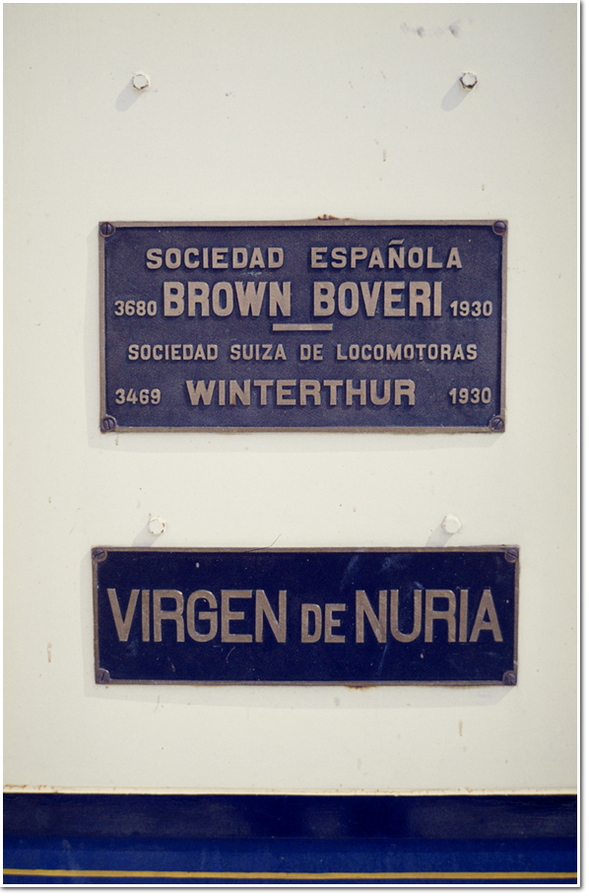 SOCIEDAD ESPAÑOLA
3680 BROWN BOVERI 1930
SOCIEDAD SUIZA DE LOCOMOTORAS
3469 WINTERTHUR 1930
VIRGEN DE NURIA